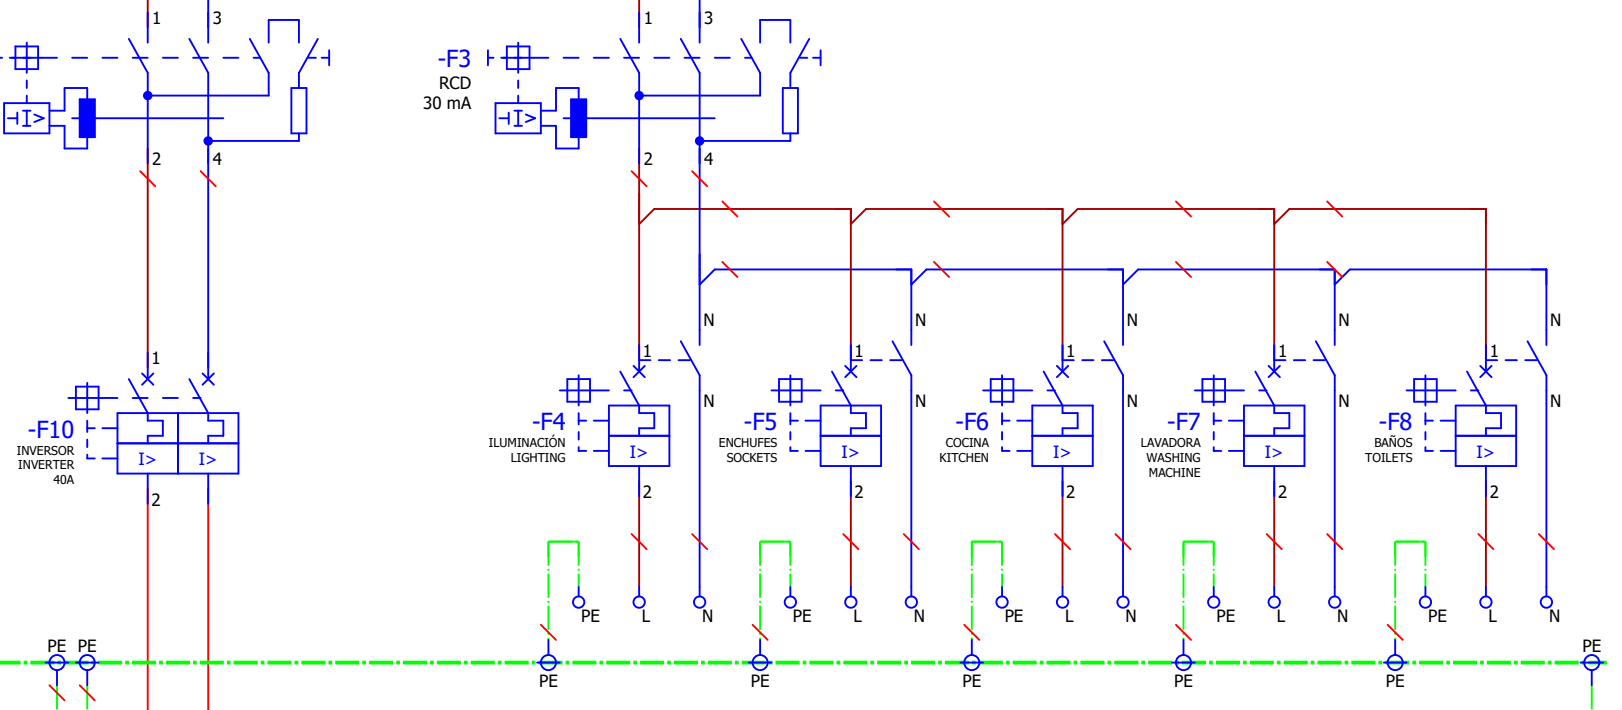 1 3 1 3
-F3
RCD
30 mA
I> I>
2 4 2 4
N N N N N
1 1 1 1 1 1
N N N N N
-F10
INVERSOR
INVERTER
40A
I> I>
-F4
ILUMINACIÓN
LIGHTING
I>
-F5
ENCHUFES
SOCKETS
I>
-F6
COCINA
KITCHEN
I>
-F7
LAVADORA
WASHING
MACHINE
I>
-F8
BAÑOS
TOILETS
I>
2 2 2 2 2 2
PE L N PE L N PE L N PE L N PE L N
PE PE PE
PE PE PE PE PE